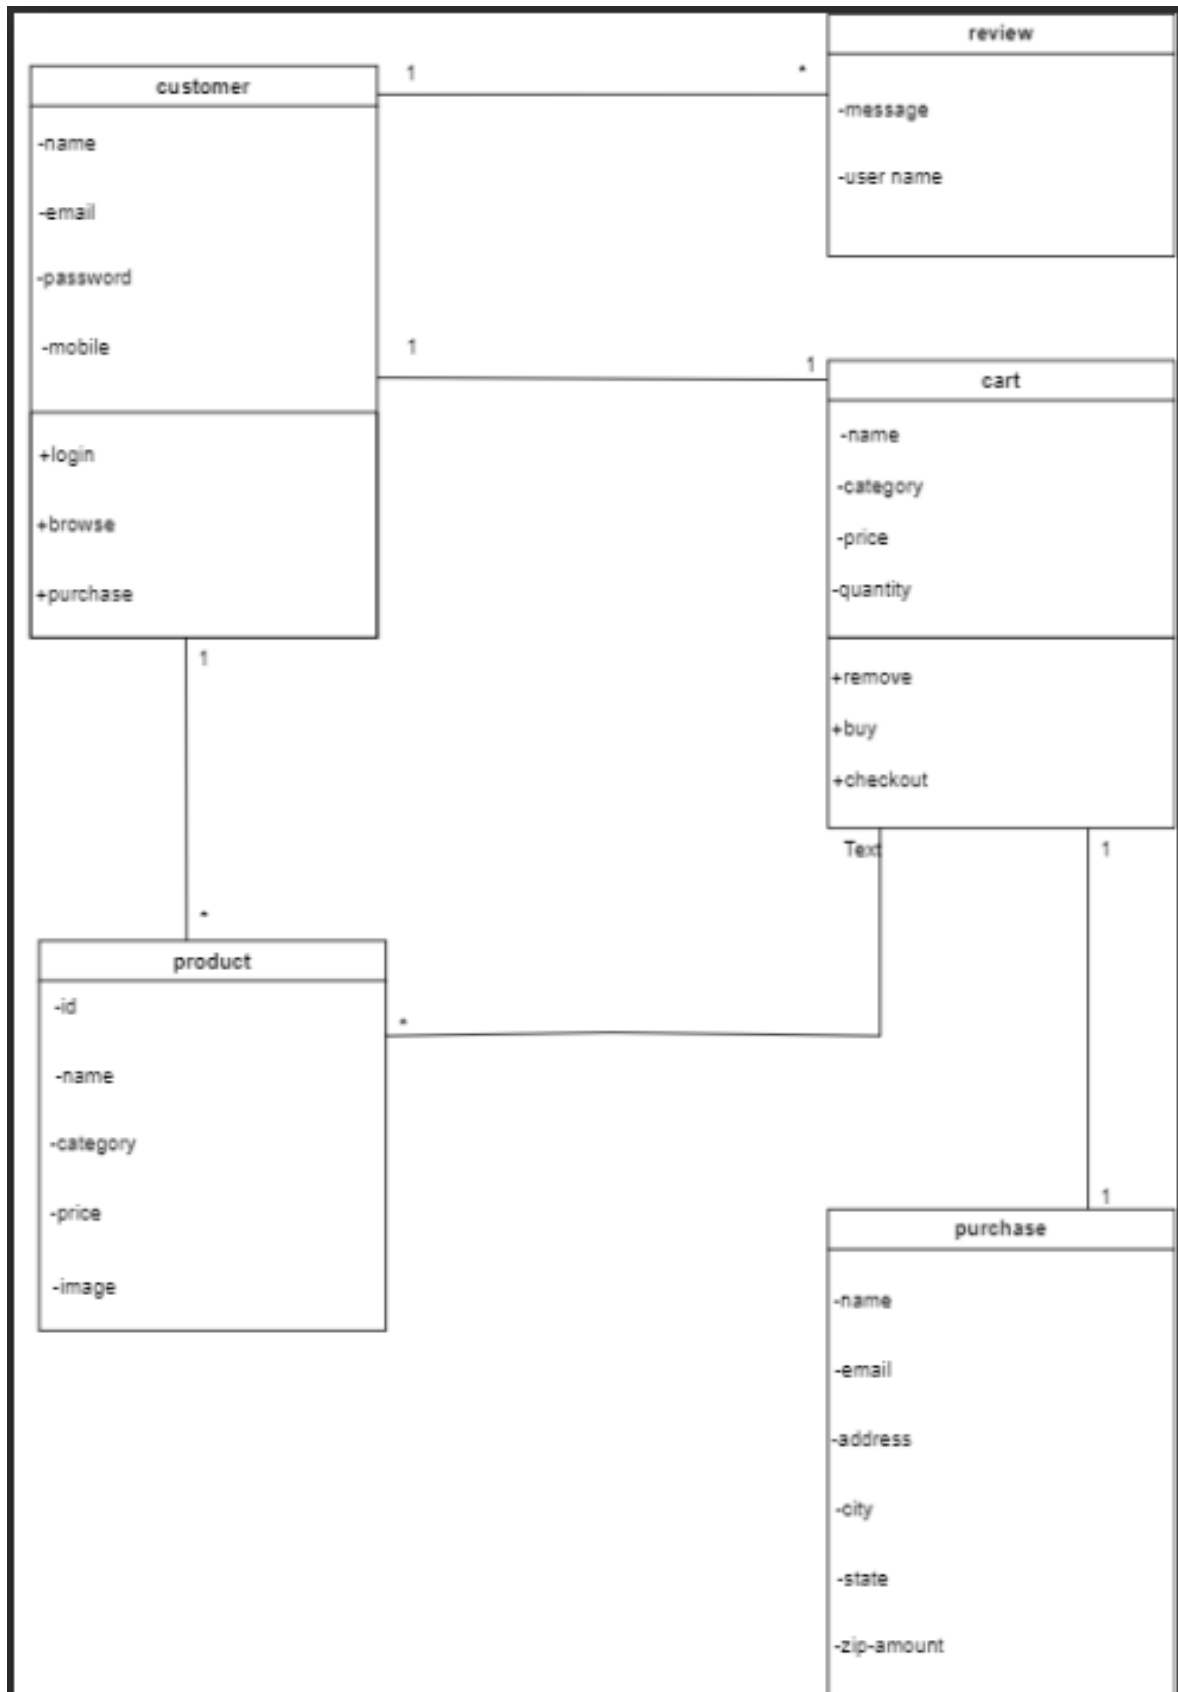 review
-message
-user name
1
*
customer
-name
-email
-password
-mobile
+login
+browse
+purchase
1
1
cart
-name
-category
-price
-quantity
+remove
+buy
+checkout
1
*
Text
1
product
-id
-name
-category
-price
-image
*
1
purchase
-name
-email
-address
-city
-state
-zip-amount